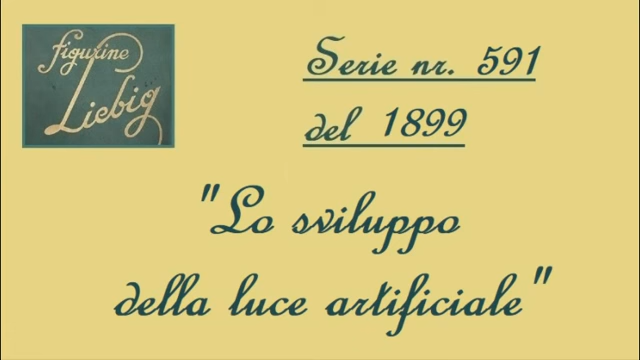 figurine
Liebig
Serie nr. 591
del 1899
"Lo sviluppo
della luce artificiale"